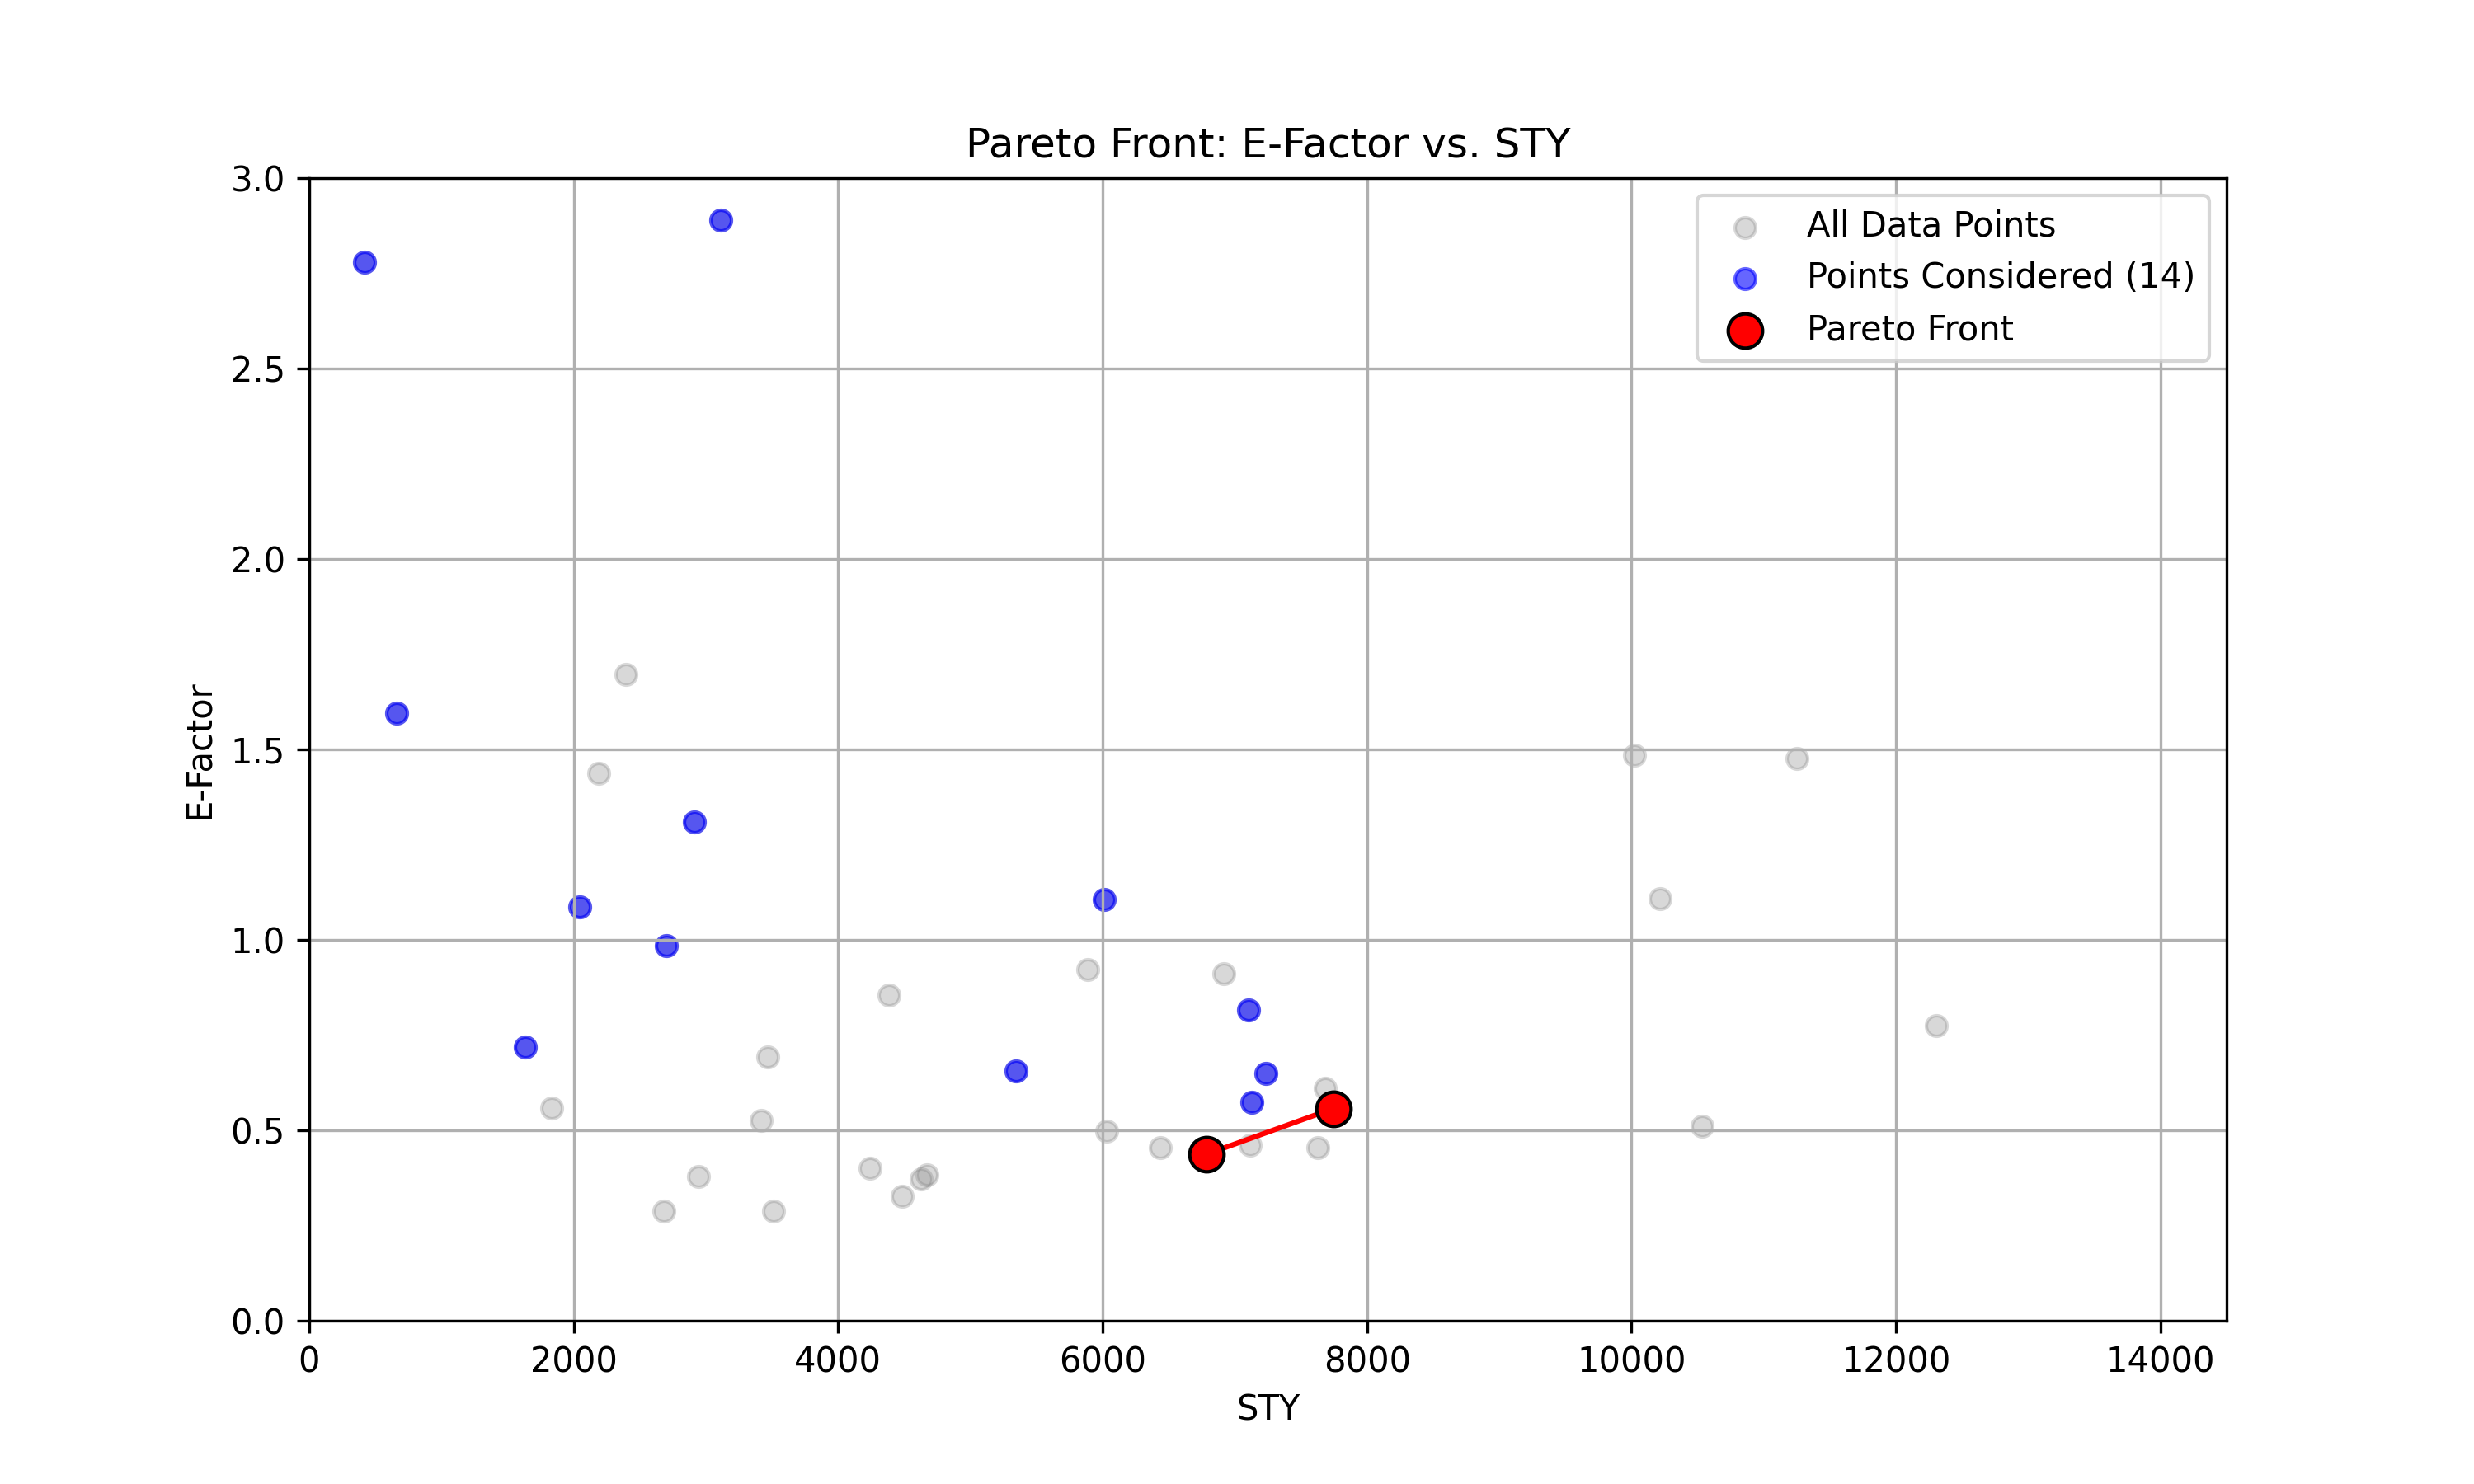 Pareto Front: E-Factor vs. STY
3.0
2.5
2.0
1.5
1.0
0.5
0.0
E-Factor
All Data Points
Points Considered (14)
Pareto Front
0 2000 4000 6000 8000 10000 12000 14000
STY